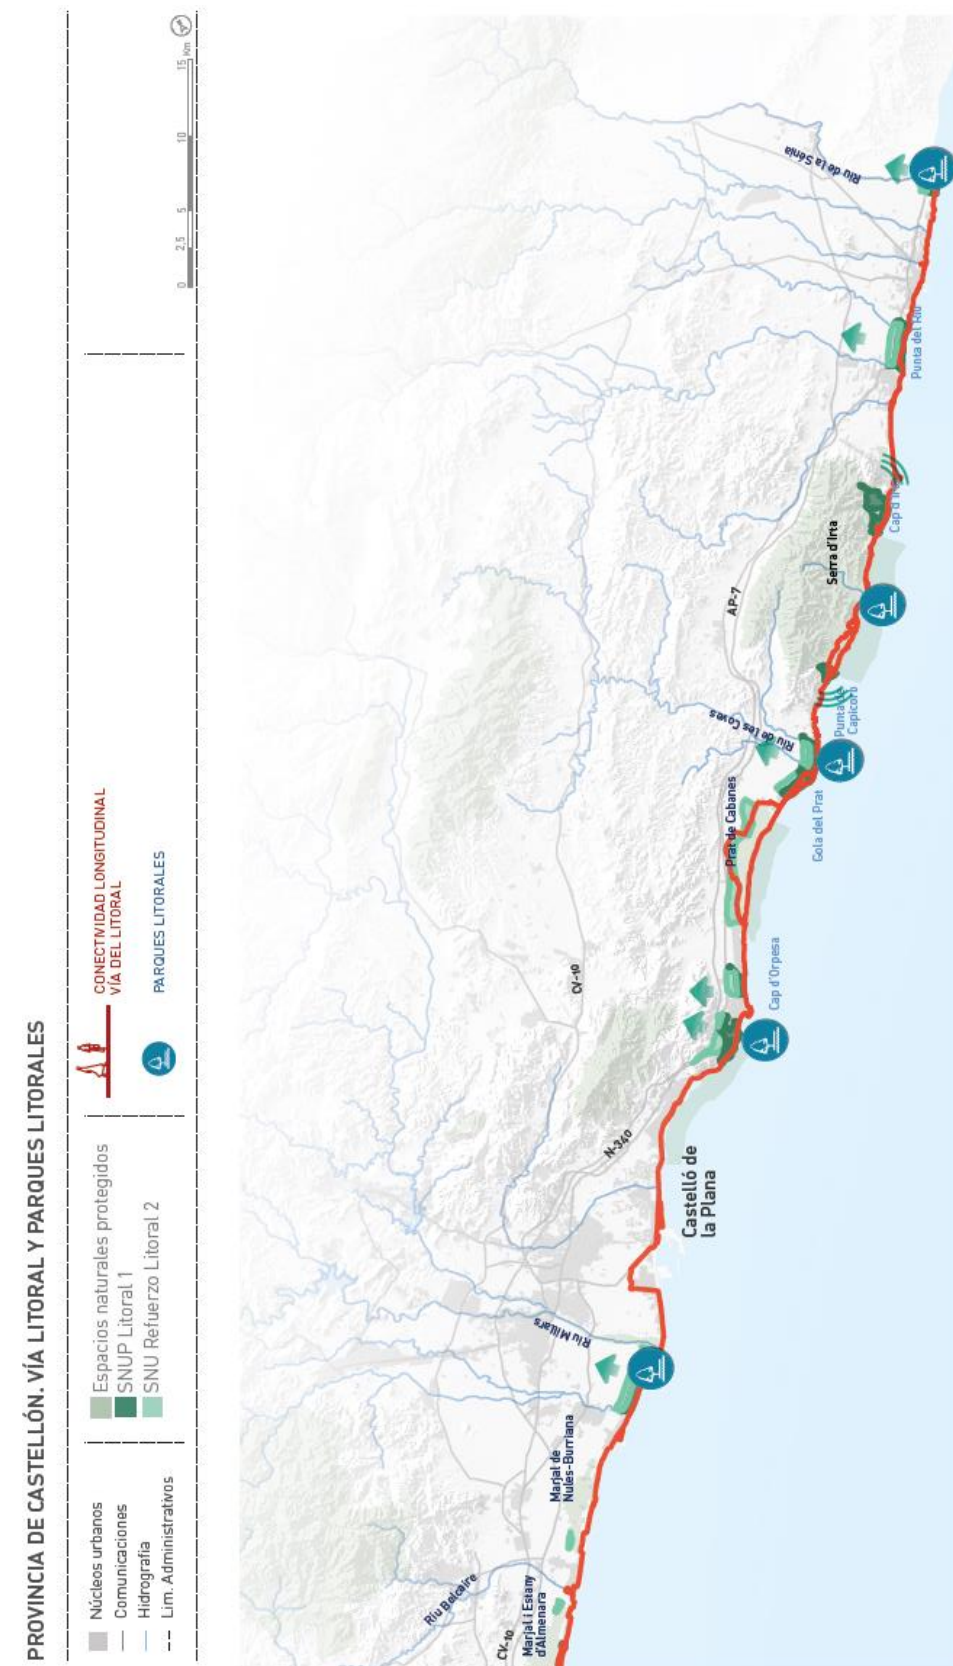 PROVINCIA DE CASTELLÓN. VÍA LITORAL Y PARQUES LITORALES
Núcleos urbanos
Comunicaciones
Hidrografía
Lim. Administrativos
Espacios naturales protegidos
SNUP Litoral 1
SNU Refuerzo Litoral 2
CONECTIVIDAD LONGITUDINAL
VÍA DEL LITORAL
PARQUES LITORALES
0 2,5 5 10 15 Km
CV-10
Marjal i Estany
d'Almenara
Riu Belcaire
Marjal de
Nules-Burriana
Riu Millars
Castelló de
la Plana
N-340
CV-10
Cap d'Orpesa
Prat de Cabanes
Gola del Prat
Riu de les Coves
Punta de
Capicorb
AP-7
Serra d'Irta
Cap d'Irta
Punta del Riu
Riu de la Sénia